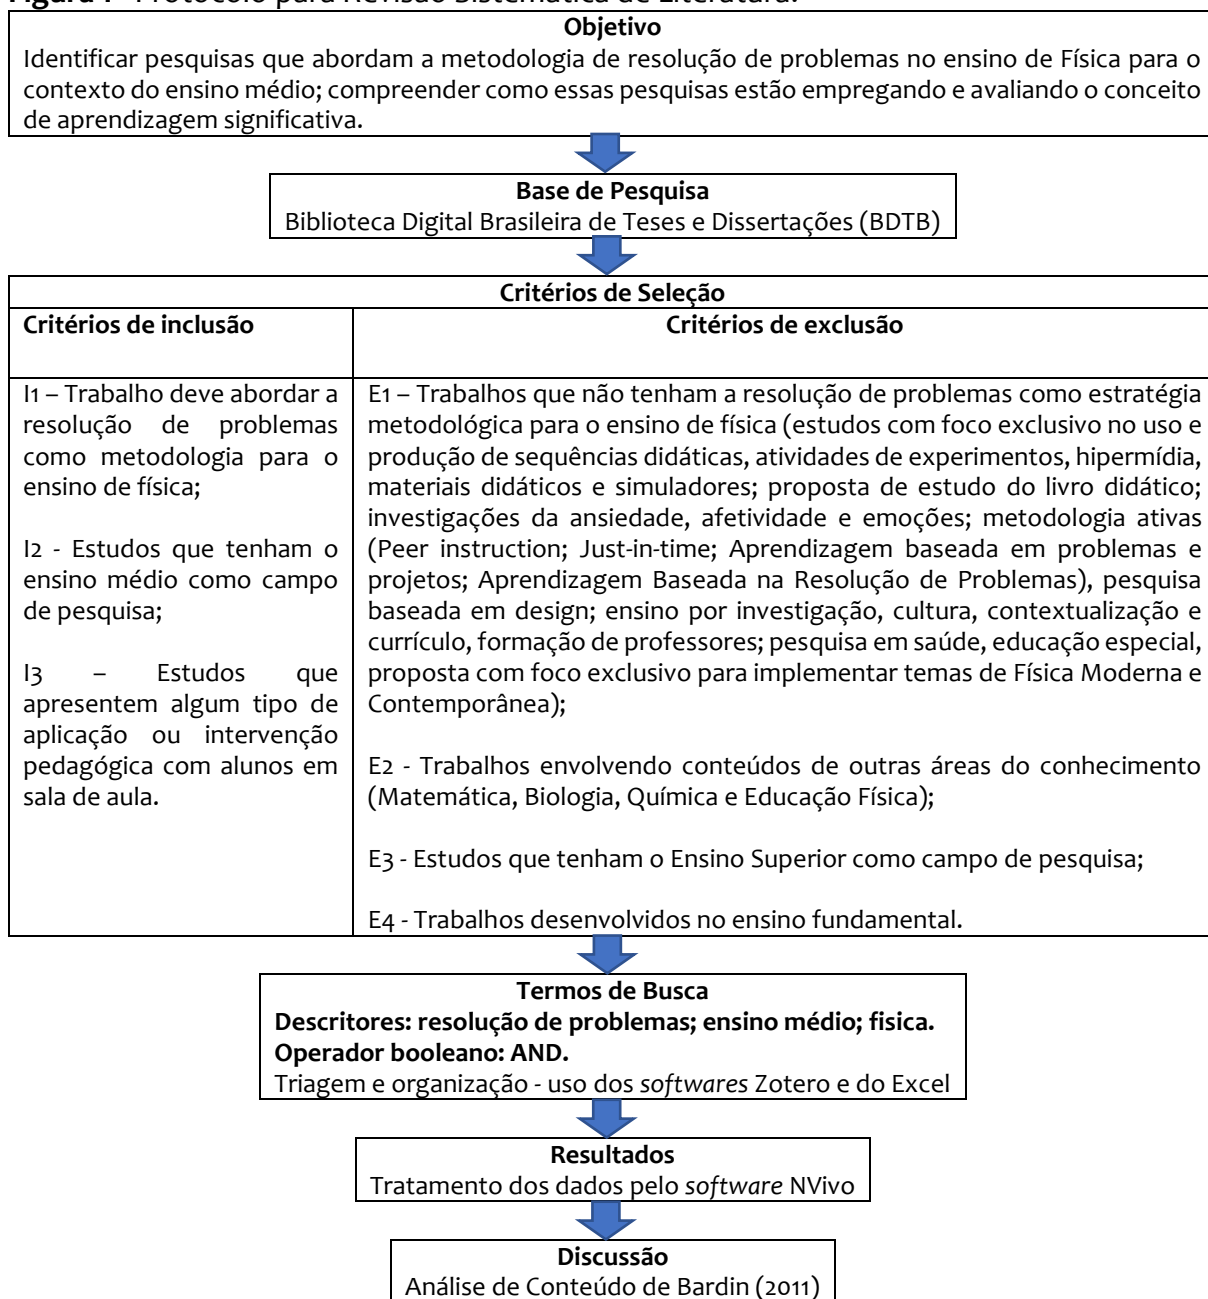 Figura 1 - Protocolo para Revisão Sistemática de Literatura.
Objetivo
Identificar pesquisas que abordam a metodologia de resolução de problemas no ensino de Física para o
contexto do ensino médio; compreender como essas pesquisas estão empregando e avaliando o conceito
de aprendizagem significativa.
Base de Pesquisa
Biblioteca Digital Brasileira de Teses e Dissertações (BDTB)
Critérios de Seleção
Critérios de inclusão
I1 – Trabalho deve abordar a
resolução de problemas
como metodologia para o
ensino de física;
I2 - Estudos que tenham o
ensino médio como campo
de pesquisa;
I3 – Estudos que
apresentem algum tipo de
aplicação ou intervenção
pedagógica com alunos em
sala de aula.
Critérios de exclusão
E1 – Trabalhos que não tenham a resolução de problemas como estratégia
metodológica para o ensino de física (estudos com foco exclusivo no uso e
produção de sequências didáticas, atividades de experimentos, hipermídia,
materiais didáticos e simuladores; proposta de estudo do livro didático;
investigações da ansiedade, afetividade e emoções; metodologia ativas
(Peer instruction; Just-in-time; Aprendizagem baseada em problemas e
projetos; Aprendizagem Baseada na Resolução de Problemas), pesquisa
baseada em design; ensino por investigação, cultura, contextualização e
currículo, formação de professores; pesquisa em saúde, educação especial,
proposta com foco exclusivo para implementar temas de Física Moderna e
Contemporânea);
E2 - Trabalhos envolvendo conteúdos de outras áreas do conhecimento
(Matemática, Biologia, Química e Educação Física);
E3 - Estudos que tenham o Ensino Superior como campo de pesquisa;
E4 - Trabalhos desenvolvidos no ensino fundamental.
Termos de Busca
Descritores: resolução de problemas; ensino médio; fisica.
Operador booleano: AND.
Triagem e organização - uso dos softwares Zotero e do Excel
Resultados
Tratamento dos dados pelo software NVivo
Discussão
Análise de Conteúdo de Bardin (2011)